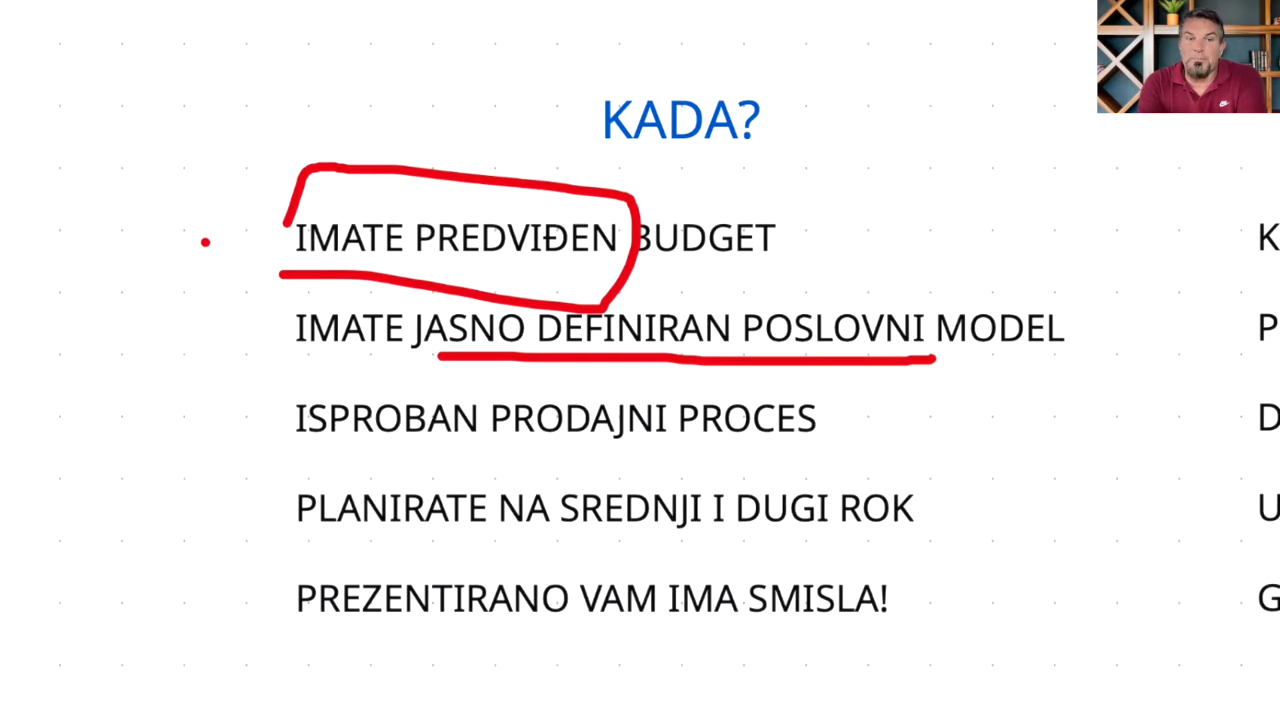 KADA?
IMATE PREDVIĐEN BUDGET
IMATE JASNO DEFINIRAN POSLOVNI MODEL
ISPROBAN PRODAJNI PROCES
PLANIRATE NA SREDNJI I DUGI ROK
PREZENTIRANO VAM IMA SMISLA!